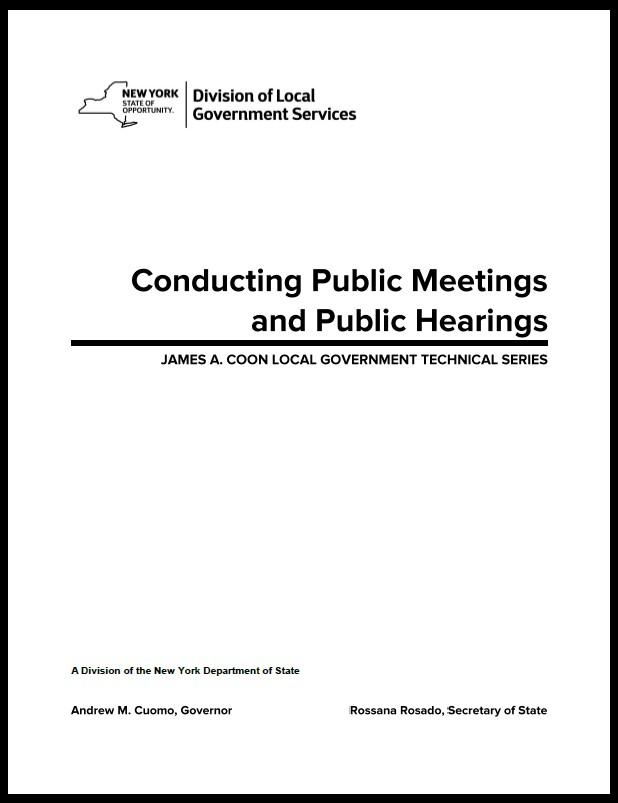 NEW YORK
STATE OF
OPPORTUNITY.
Division of Local
Government Services
Conducting Public Meetings
and Public Hearings
JAMES A. COON LOCAL GOVERNMENT TECHNICAL SERIES
A Division of the New York Department of State
Andrew M. Cuomo, Governor
Rossana Rosado, Secretary of State